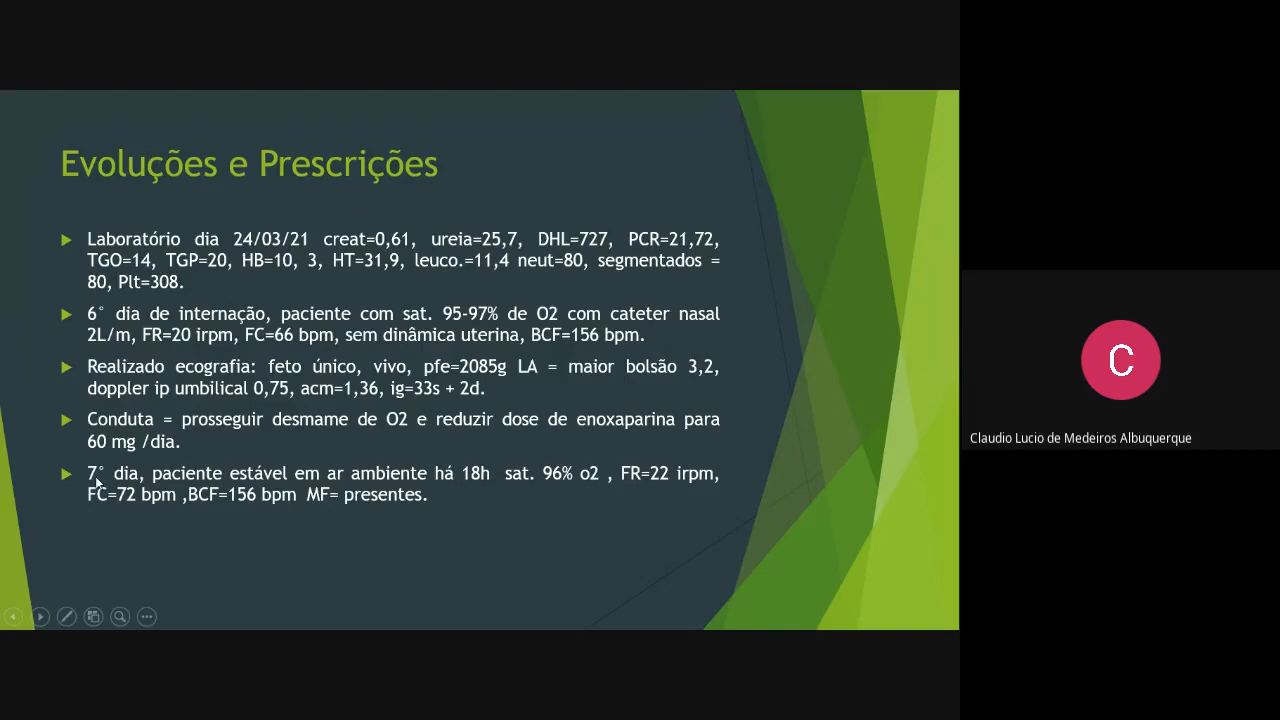 Evoluções e Prescrições
Laboratório dia 24/03/21 creat=0,61, ureia=25,7, DHL=727, PCR=21,72,
TGO=14, TGP=20, HB=10, 3, HT=31,9, leuco.=11,4 neut=80, segmentados =
80, Plt=308.
6° dia de internação, paciente com sat. 95-97% de O2 com cateter nasal
2L/m, FR=20 irpm, FC=66 bpm, sem dinâmica uterina, BCF=156 bpm.
Realizado ecografia: feto único, vivo, pfe=2085g LA = maior bolsão 3,2,
doppler ip umbilical 0,75, acm=1,36, ig=33s + 2d.
Conduta = prosseguir desmame de O2 e reduzir dose de enoxaparina para
60 mg /dia.
7° dia, paciente estável em ar ambiente há 18h sat. 96% o2 , FR=22 irpm,
FC=72 bpm ,BCF=156 bpm MF= presentes.
C
Claudio Lucio de Medeiros Albuquerque